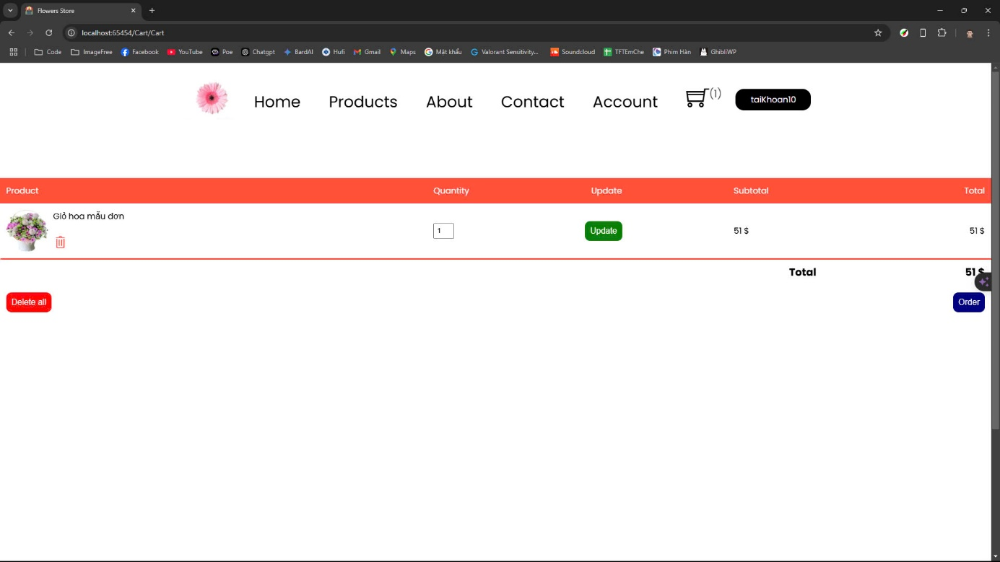 Flowers Store
localhost:65454/Cart/Cart
Code ImageFree Facebook YouTube Poe Chatgpt BardAI Hufi Gmail Maps Mật khẩu Valorant Sensitivity... Soundcloud TFTEmChe Phim Hàn GhibliWP
Home Products About Contact Account (1) taiKhoan10
Product Quantity Update Subtotal Total
Giỏ hoa mẫu đơn
1 Update 51 $ 51 $
Total 51 $
Delete all Order